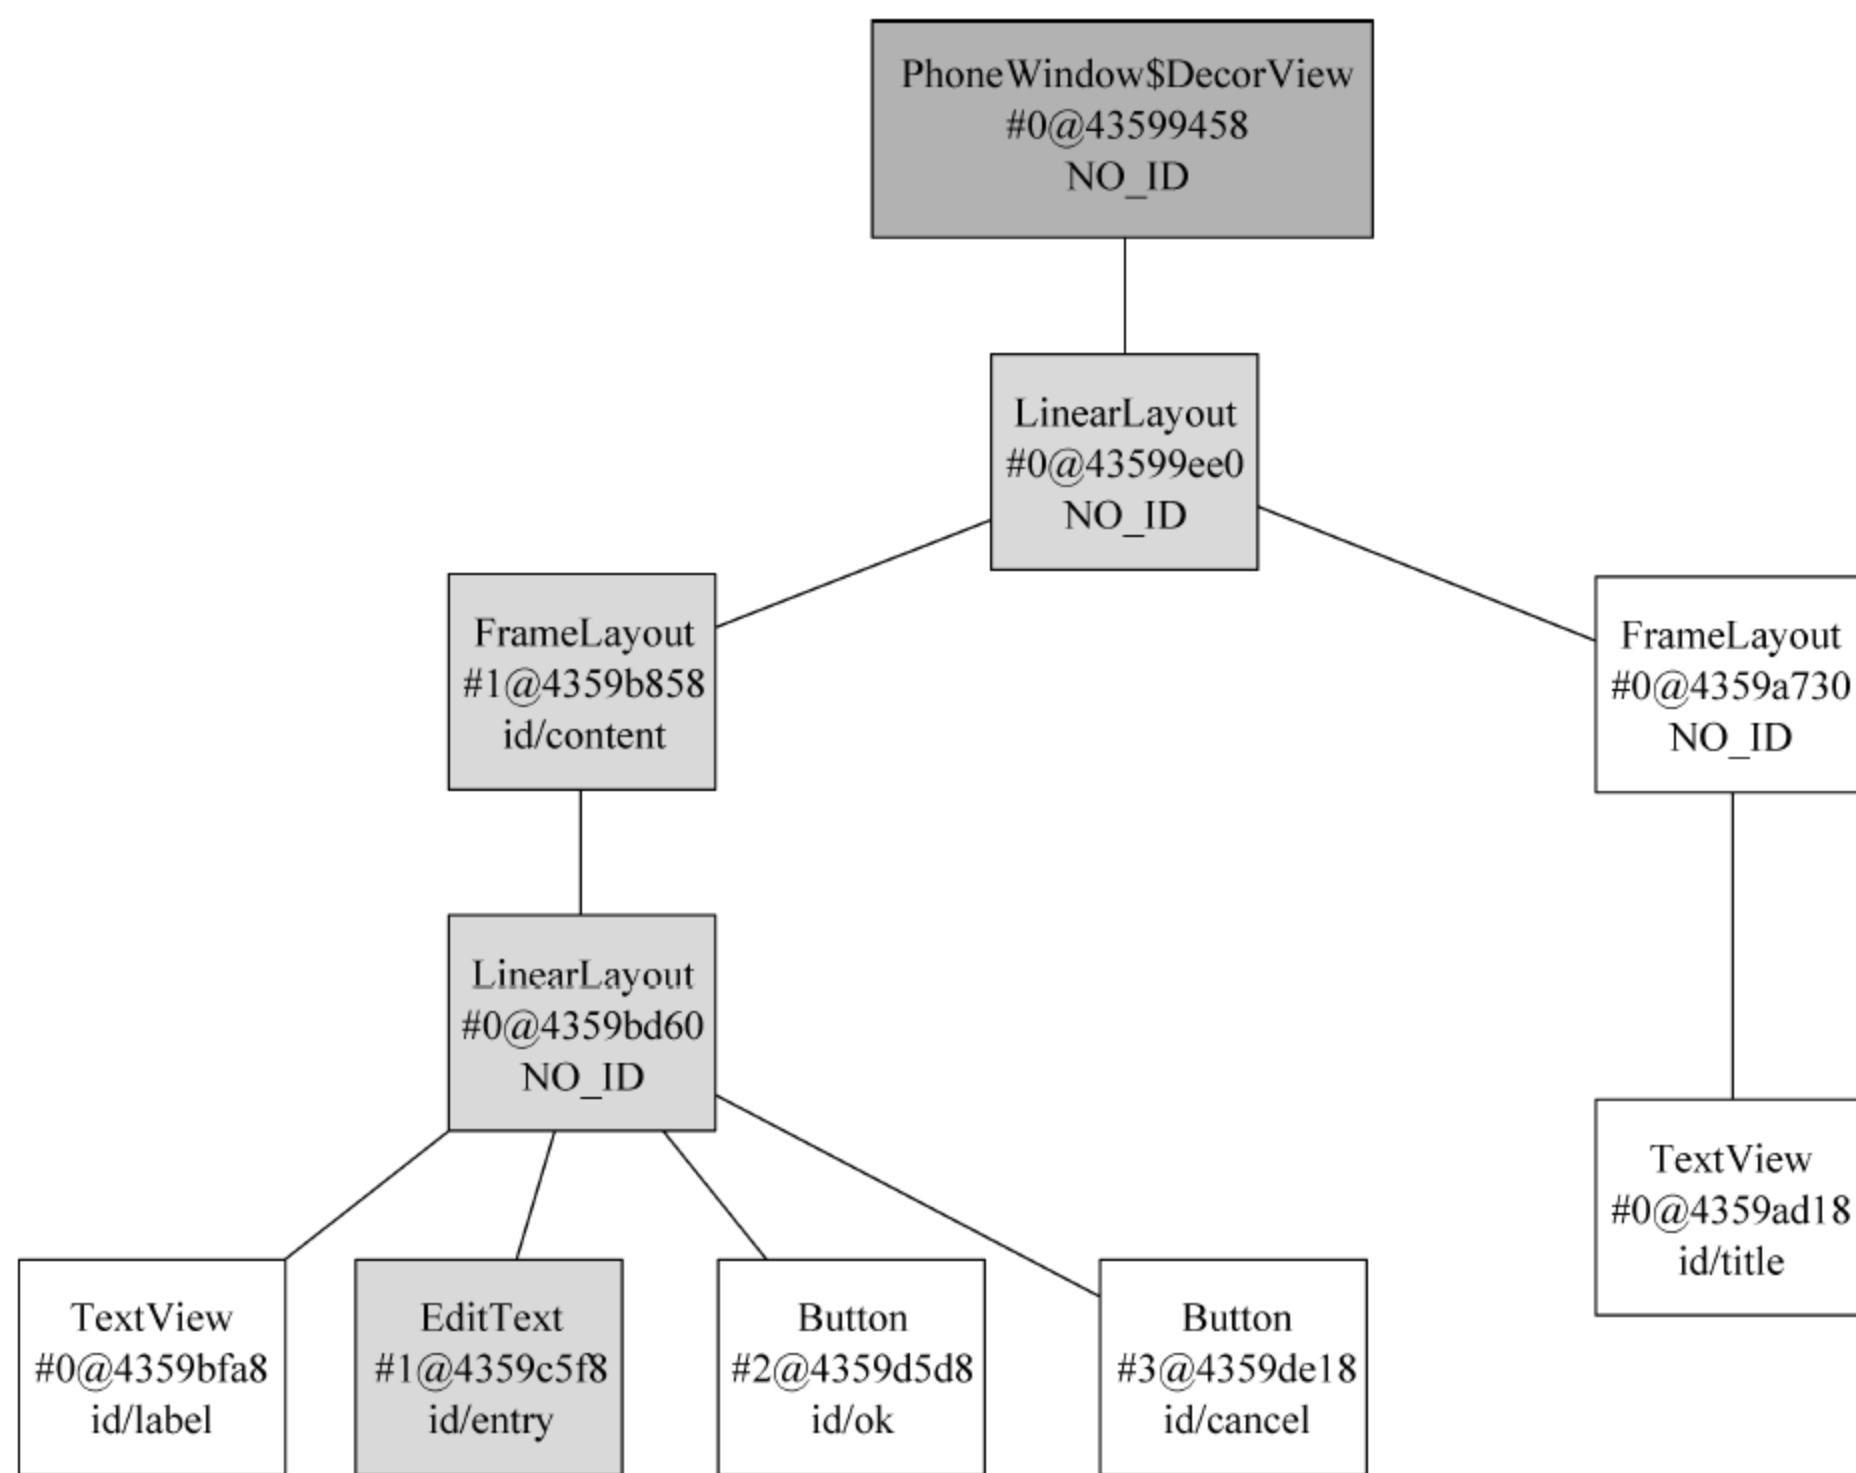 PhoneWindow$DecorView
#0@43599458
NO_ID
LinearLayout
#0@43599ee0
NO_ID
FrameLayout
#1@4359b858
id/content
FrameLayout
#0@4359a730
NO_ID
LinearLayout
#0@4359bd60
NO_ID
TextView
#0@4359ad18
id/title
TextView
#0@4359bfa8
id/label
EditText
#1@4359c5f8
id/entry
Button
#2@4359d5d8
id/ok
Button
#3@4359de18
id/cancel